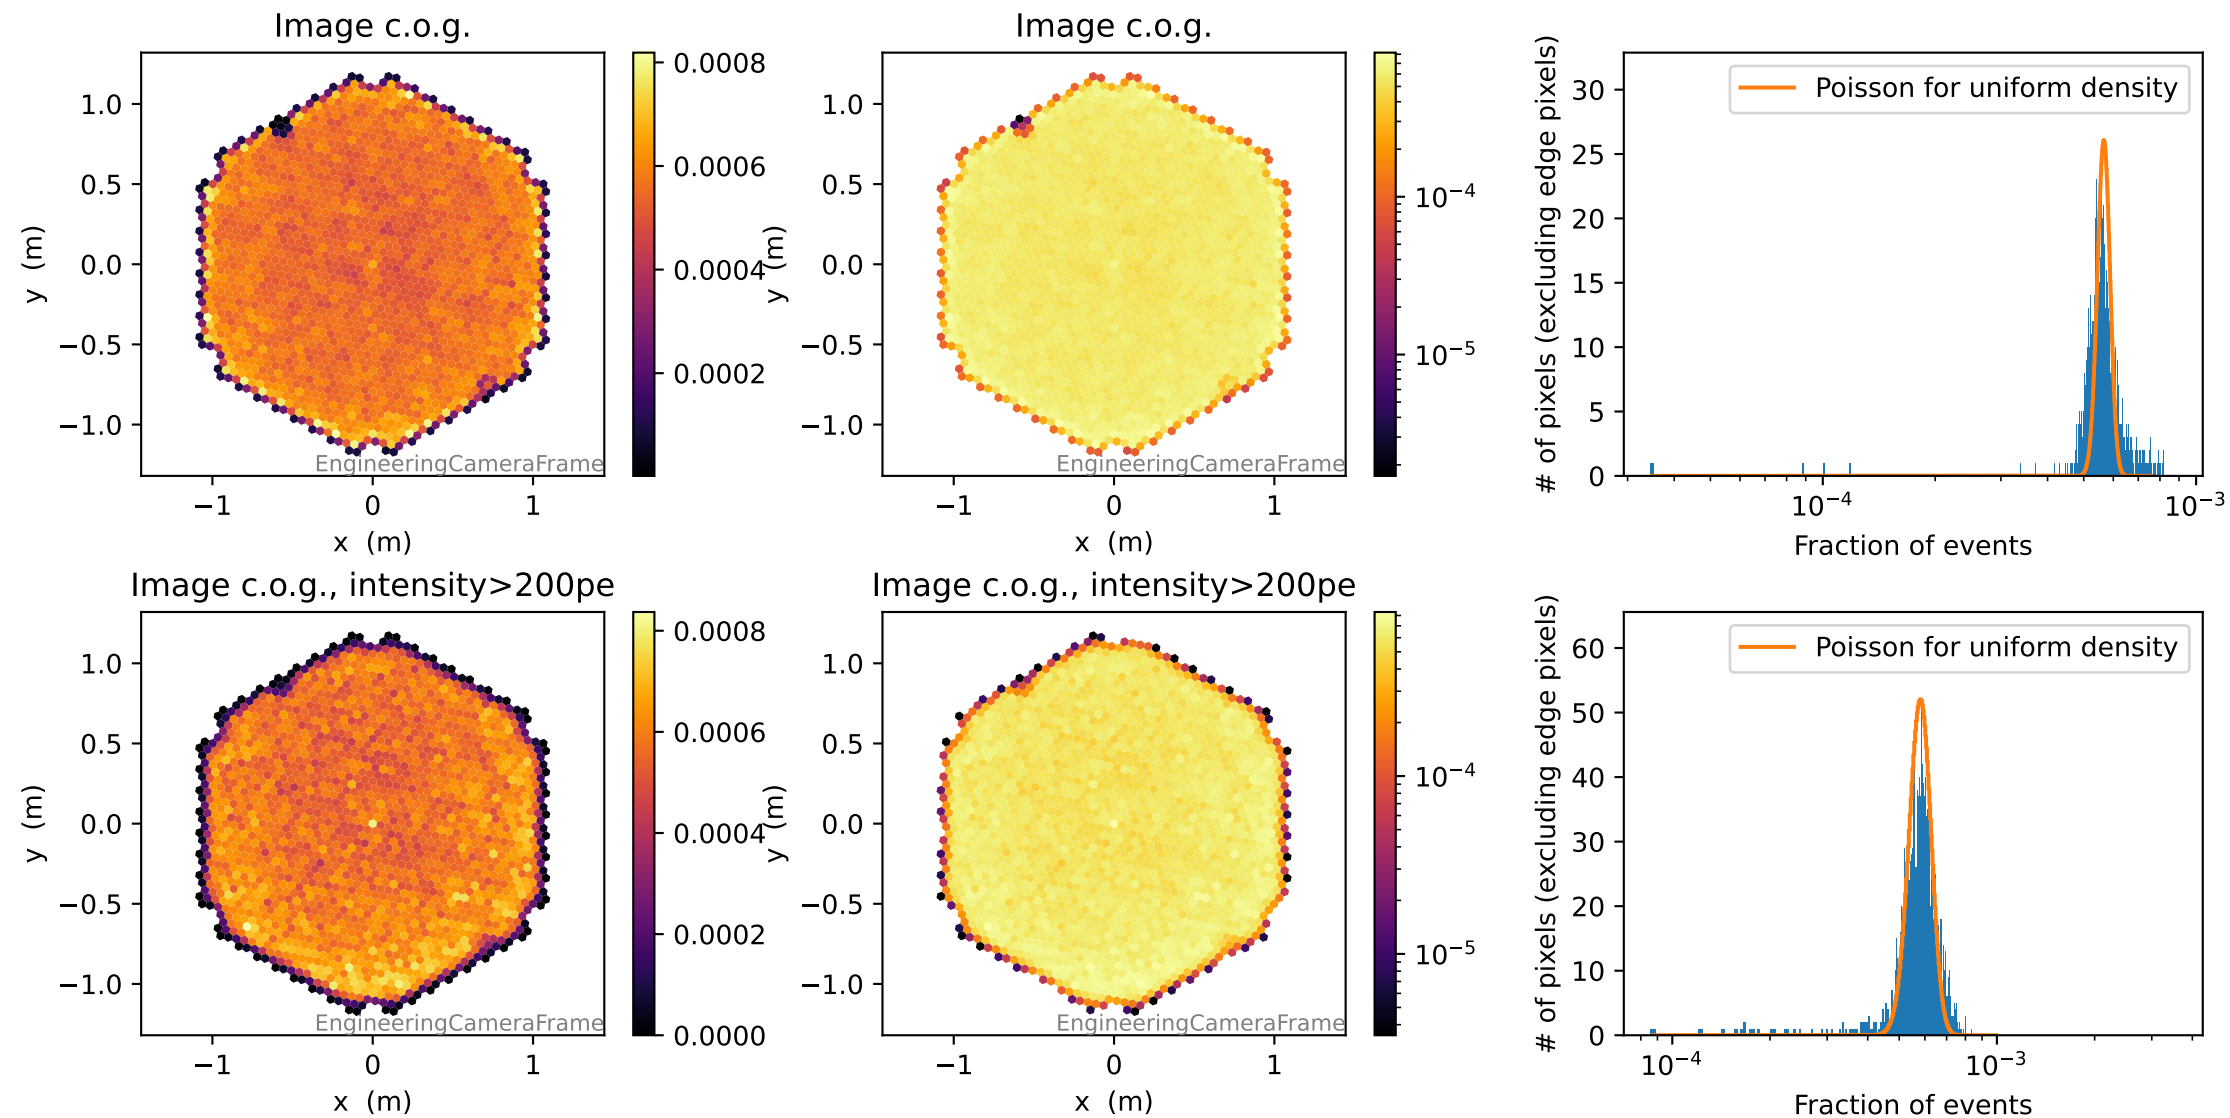 Image c.o.g.
y (m)
1.0
0.5
0.0
−0.5
−1.0
−1
0
1
x (m)
EngineeringCameraFrame
0.0008
0.0006
0.0004
0.0002
Image c.o.g.
y (m)
1.0
0.5
0.0
−0.5
−1.0
−1
0
1
x (m)
EngineeringCameraFrame
10⁻⁴
10⁻⁵
# of pixels (excluding edge pixels)
30
25
20
15
10
5
0
Poisson for uniform density
10⁻⁴
10⁻³
Fraction of events
Image c.o.g., intensity>200pe
y (m)
1.0
0.5
0.0
−0.5
−1.0
−1
0
1
x (m)
EngineeringCameraFrame
0.0008
0.0006
0.0004
0.0002
0.0000
Image c.o.g., intensity>200pe
y (m)
1.0
0.5
0.0
−0.5
−1.0
−1
0
1
x (m)
EngineeringCameraFrame
10⁻⁴
10⁻⁵
# of pixels (excluding edge pixels)
60
50
40
30
20
10
0
Poisson for uniform density
10⁻⁴
10⁻³
Fraction of events